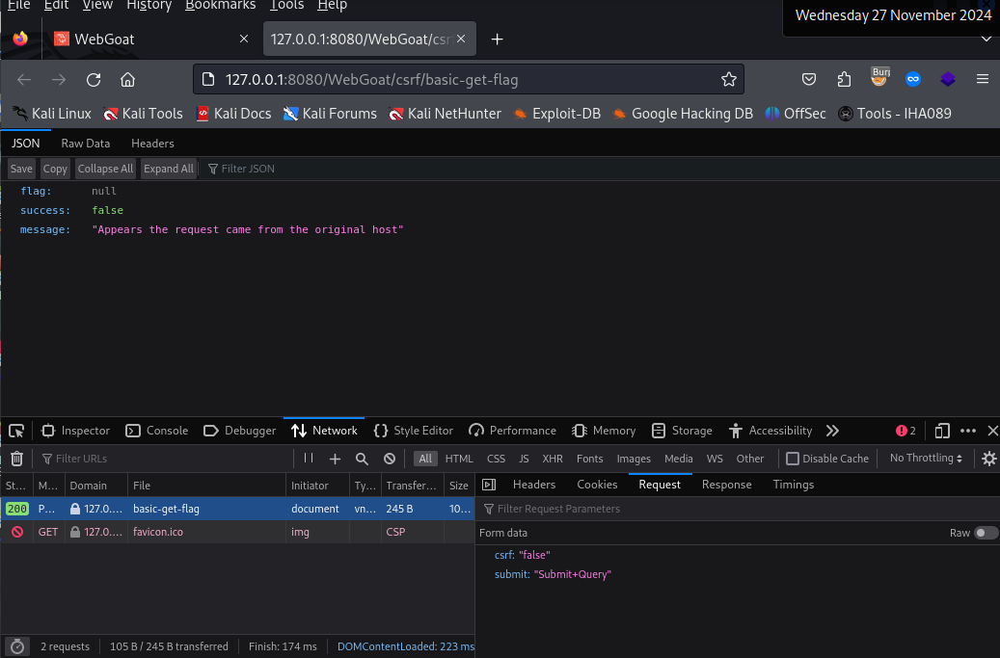 File Edit View History Bookmarks Tools Help
Wednesday 27 November 2024
WebGoat
127.0.0.1:8080/WebGoat/csr
127.0.0.1:8080/WebGoat/csrf/basic-get-flag
Kali Linux Kali Tools Kali Docs Kali Forums Kali NetHunter Exploit-DB Google Hacking DB OffSec Tools - IHA089
JSON Raw Data Headers
Save Copy Collapse All Expand All Filter JSON
flag: null
success: false
message: "Appears the request came from the original host"
Inspector Console Debugger Network Style Editor Performance Memory Storage Accessibility 2
Filter URLs All HTML CSS JS XHR Fonts Images Media WS Other Disable Cache No Throttling
St... M... Domain File Initiator Ty... Transfer... Size Headers Cookies Request Response Timings
200 P... 127.0.... basic-get-flag document vn... 245 B 10... Filter Request Parameters
GET 127.0.... favicon.ico img CSP Form data Raw
csrf: "false"
submit: "Submit+Query"
2 requests 105 B / 245 B transferred Finish: 174 ms DOMContentLoaded: 223 ms